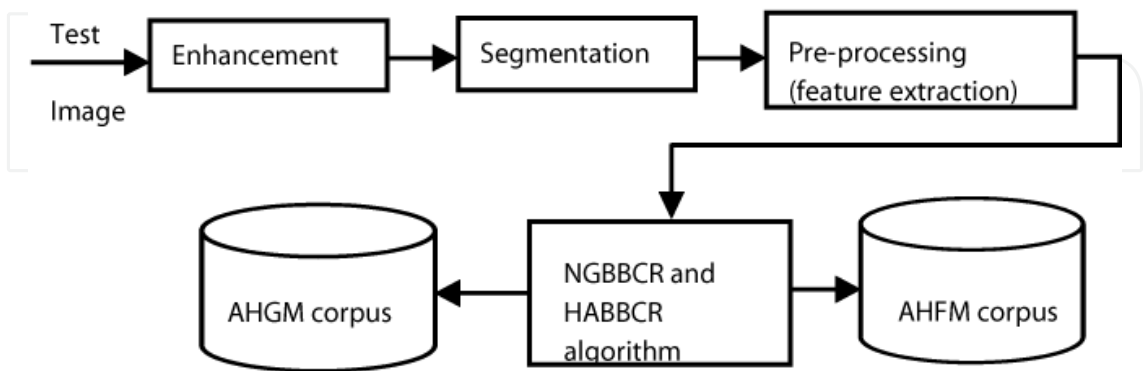 Test
Image
Enhancement
Segmentation
Pre-processing
(feature extraction)
AHGM corpus
NGBBCR and
HABBCR
algorithm
AHFM corpus